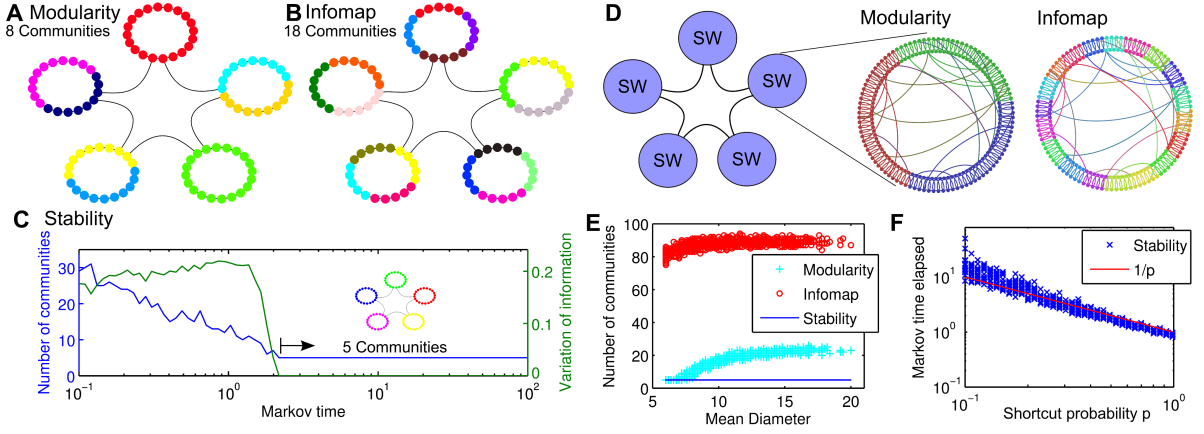 A Modularity
8 Communities
B Infomap
18 Communities
C Stability
Number of communities
30
20
10
0
0.2
0.1
0
Variation of information
5 Communities
10^-1
10^0
10^1
10^2
Markov time
D
SW
SW
SW
SW
SW
Modularity
Infomap
E
Number of communities
100
80
60
40
20
0
5
10
15
20
Mean Diameter
Modularity
Infomap
Stability
F
Markov time elapsed
10^1
10^0
10^-1
10^-1
10^0
Shortcut probability p
Stability
1/p